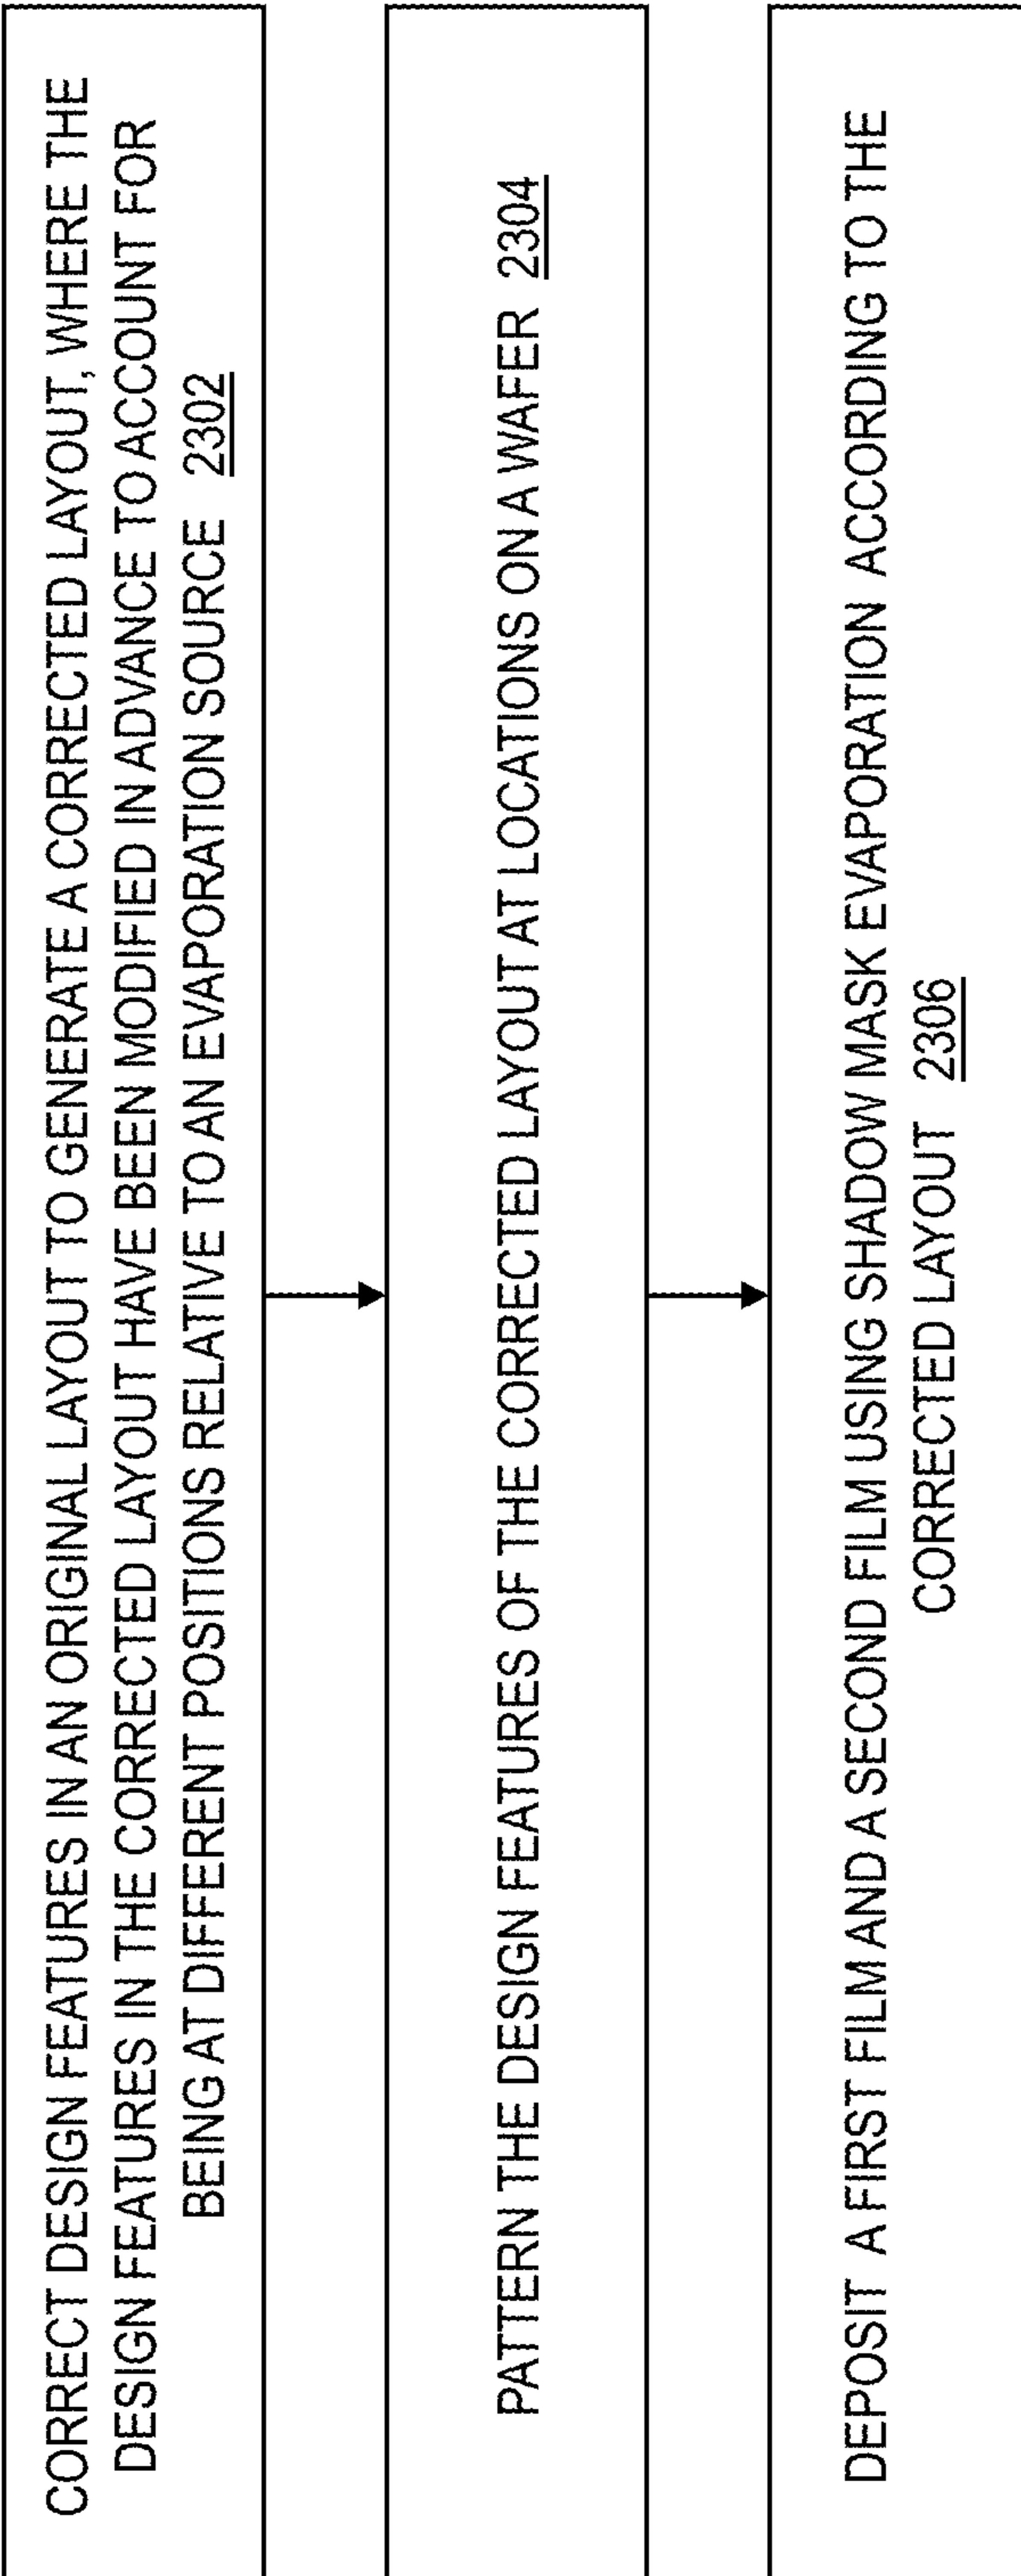 CORRECT DESIGN FEATURES IN AN ORIGINAL LAYOUT TO GENERATE A CORRECTED LAYOUT, WHERE THE
DESIGN FEATURES IN THE CORRECTED LAYOUT HAVE BEEN MODIFIED IN ADVANCE TO ACCOUNT FOR
BEING AT DIFFERENT POSITIONS RELATIVE TO AN EVAPORATION SOURCE 2302
PATTERN THE DESIGN FEATURES OF THE CORRECTED LAYOUT AT LOCATIONS ON A WAFER 2304
DEPOSIT A FIRST FILM AND A SECOND FILM USING SHADOW MASK EVAPORATION ACCORDING TO THE
CORRECTED LAYOUT 2306